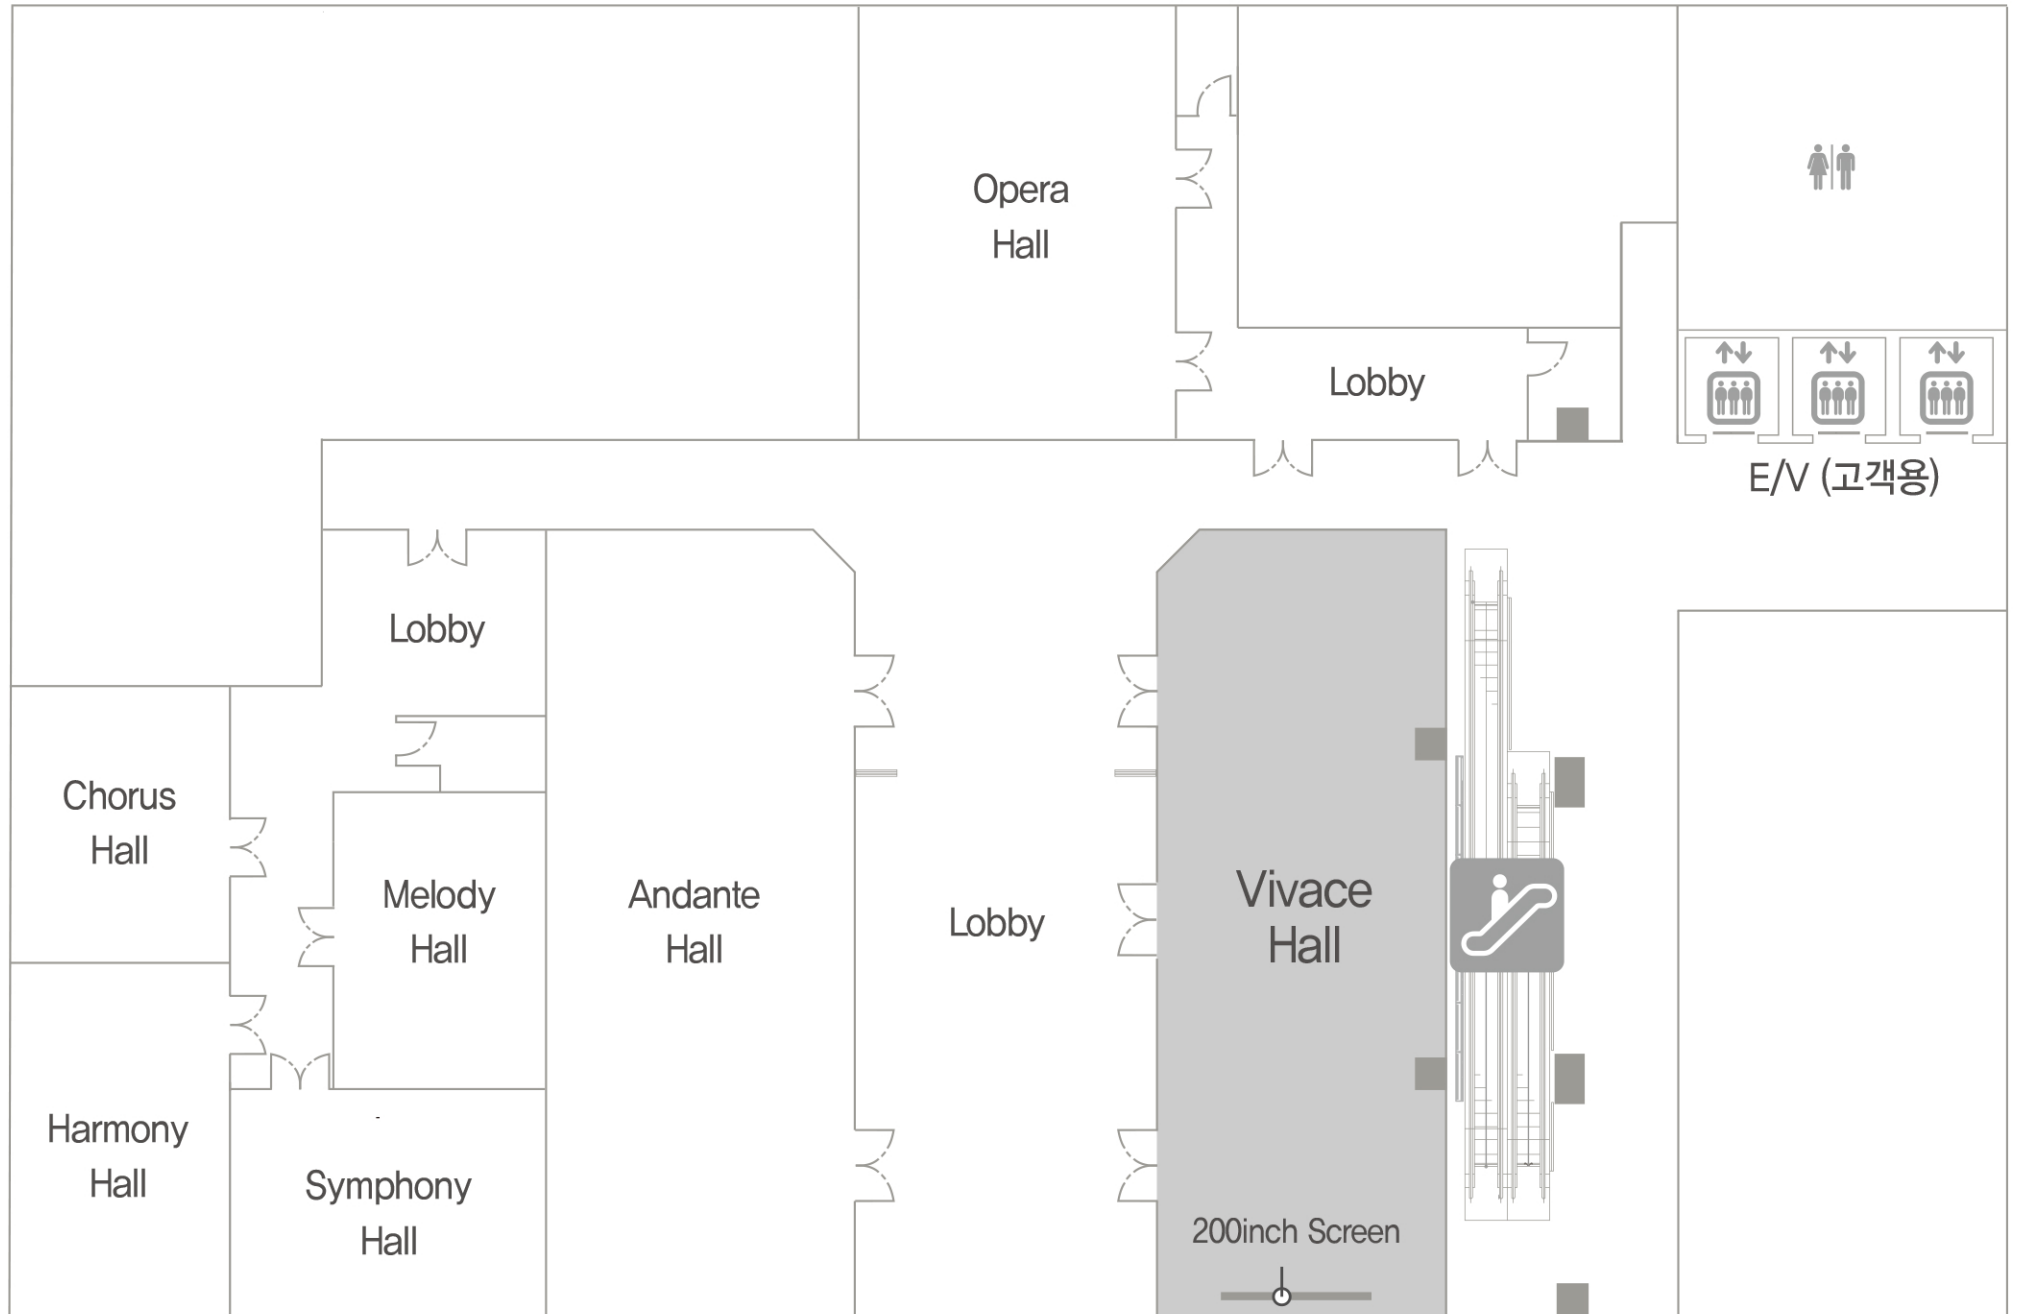 Opera
Hall
Lobby
E/V (고객용)
Lobby
Chorus
Hall
Melody
Hall
Andante
Hall
Lobby
Vivace
Hall
Harmony
Hall
Symphony
Hall
200inch Screen